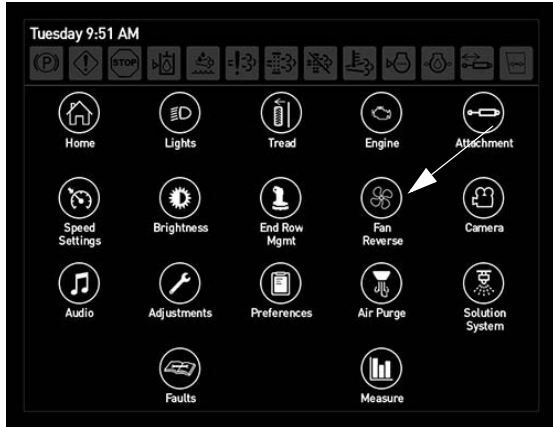 Tuesday 9:51 AM
(P) STOP
Home Lights Tread Engine Attachment
Speed Settings Brightness End Row Mgmt Fan Reverse Camera
Audio Adjustments Preferences Air Purge Solution System
Faults Measure